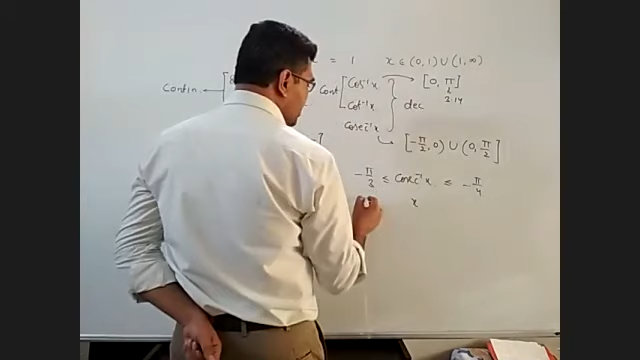 = 1 x ∈ (0,1) ∪ (1,∞)
Contin. ← Cont [ Cos⁻¹x → [0, π]
3.14
Cot⁻¹x } dec
Cosec⁻¹x
→ [-π/2, 0) ∪ (0, π/2]
-π/3 ≤ Cosec⁻¹x ≤ -π/4
x